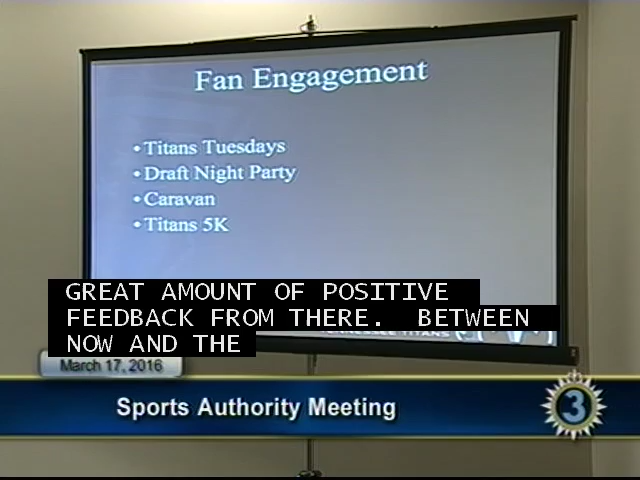 Fan Engagement
• Titans Tuesdays
• Draft Night Party
• Caravan
• Titans 5K
GREAT AMOUNT OF POSITIVE
FEEDBACK FROM THERE. BETWEEN
NOW AND THE
March 17, 2016
Sports Authority Meeting
3